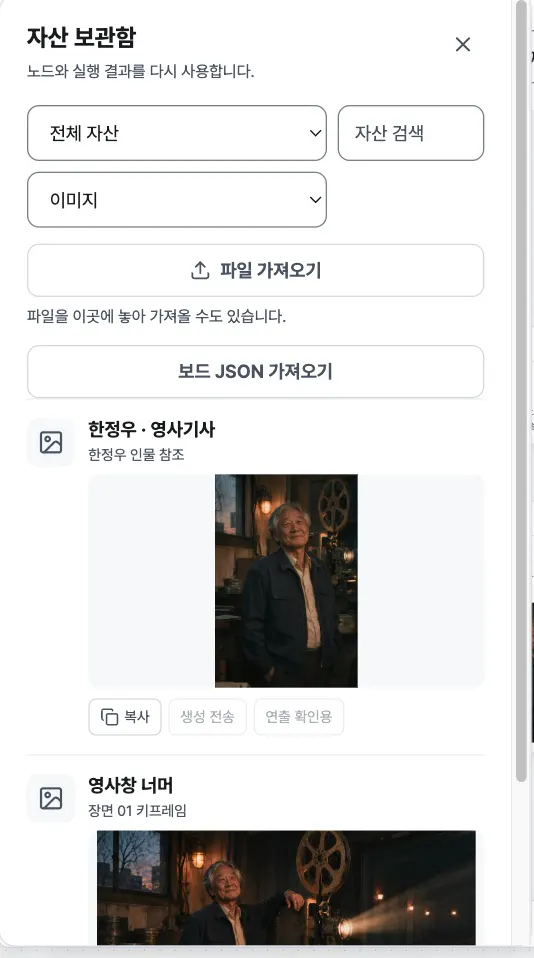 자산 보관함
노드와 실행 결과를 다시 사용합니다.
전체 자산
자산 검색
이미지
파일 가져오기
파일을 이곳에 놓아 가져올 수도 있습니다.
보드 JSON 가져오기
한정우 · 영사기사
한정우 인물 참조
복사
생성 전송
연출 확인용
영사창 너머
장면 01 키프레임